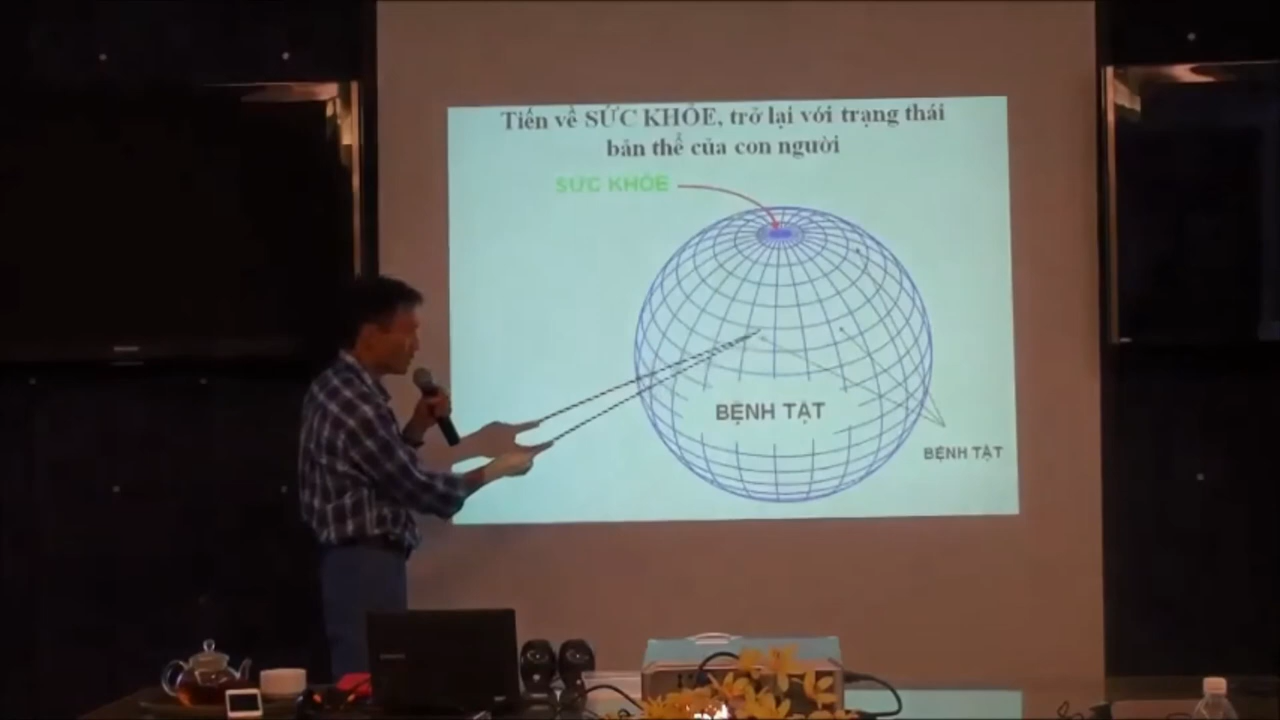 Tiến về SỨC KHỎE, trở lại với trạng thái
bản thể của con người
SỨC KHỎE
BỆNH TẬT
BỆNH TẬT